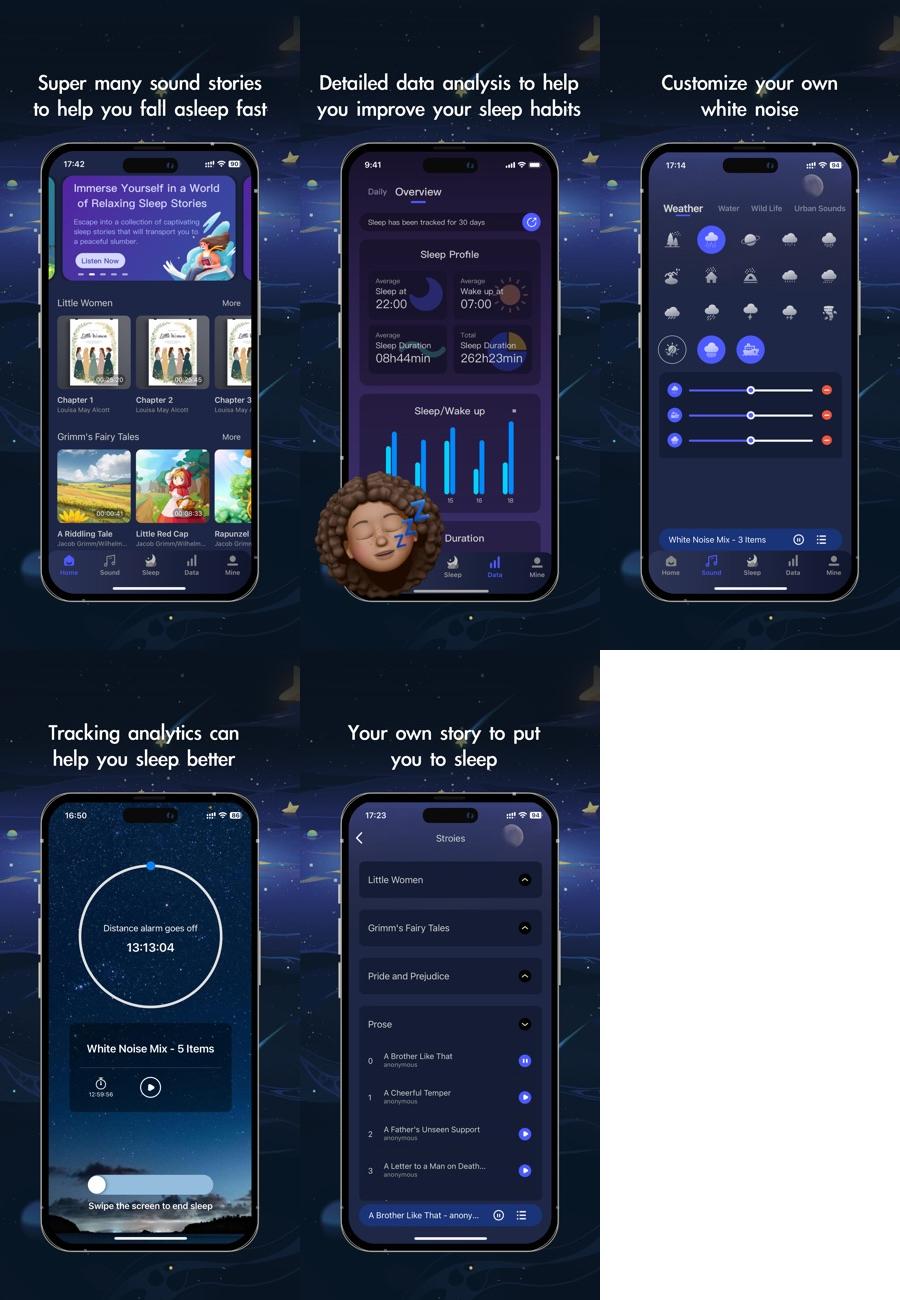 Super many sound stories
to help you fall asleep fast
17:42
90
Immerse Yourself in a World
of Relaxing Sleep Stories
Escape into a collection of captivating
sleep stories that will transport you to
a peaceful slumber.
Listen Now
Little Women
More
00:25:20
00:25:45
Chapter 1
Chapter 2
Chapter 3
Louisa May Alcott
Louisa May Alcott
Louisa May A
Grimm's Fairy Tales
More
00:00:41
00:08:33
A Riddling Tale
Little Red Cap
Rapunzel
Jacob Grimm/Wilhelm...
Jacob Grimm/Wilhelm...
Jacob Gri
Home
Sound
Sleep
Data
Mine
Detailed data analysis to help
you improve your sleep habits
9:41
Daily
Overview
Sleep has been tracked for 30 days
Sleep Profile
Average
Sleep at
22:00
Average
Wake up at
07:00
Average
Sleep Duration
08h44min
Total
Sleep Duration
262h23min
Sleep/Wake up
15
16
18
Duration
Sleep
Data
Mine
Customize your own
white noise
17:14
94
Weather
Water
Wild Life
Urban Sounds
White Noise Mix - 3 Items
Home
Sound
Sleep
Data
Mine
Tracking analytics can
help you sleep better
16:50
86
Distance alarm goes off
13:13:04
White Noise Mix - 5 Items
12:59:56
Swipe the screen to end sleep
Your own story to put
you to sleep
17:23
94
Stroies
Little Women
Grimm's Fairy Tales
Pride and Prejudice
Prose
0
A Brother Like That
anonymous
1
A Cheerful Temper
anonymous
2
A Father's Unseen Support
anonymous
3
A Letter to a Man on Death...
anonymous
A Brother Like That - anony...